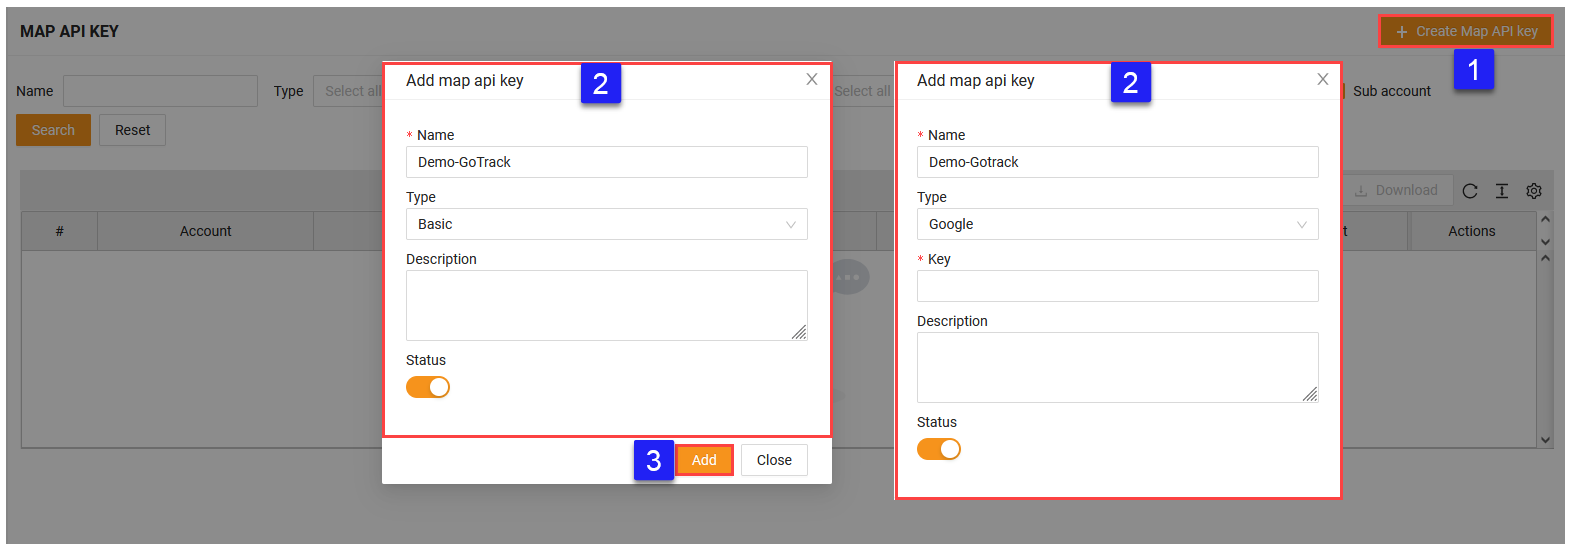 MAP API KEY
+ Create Map API key
1
Name
Type
Select all
Select all
Sub account
Search
Reset
Download
#
Account
t
Actions
Add map api key
2
* Name
Demo-GoTrack
Type
Basic
Description
Status
3
Add
Close
Add map api key
2
* Name
Demo-Gotrack
Type
Google
* Key
Description
Status